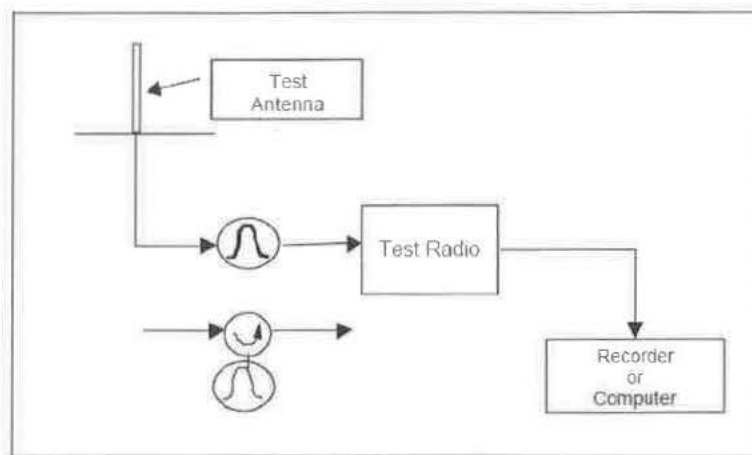 Test
Antenna
Test Radio
Recorder
or
Computer